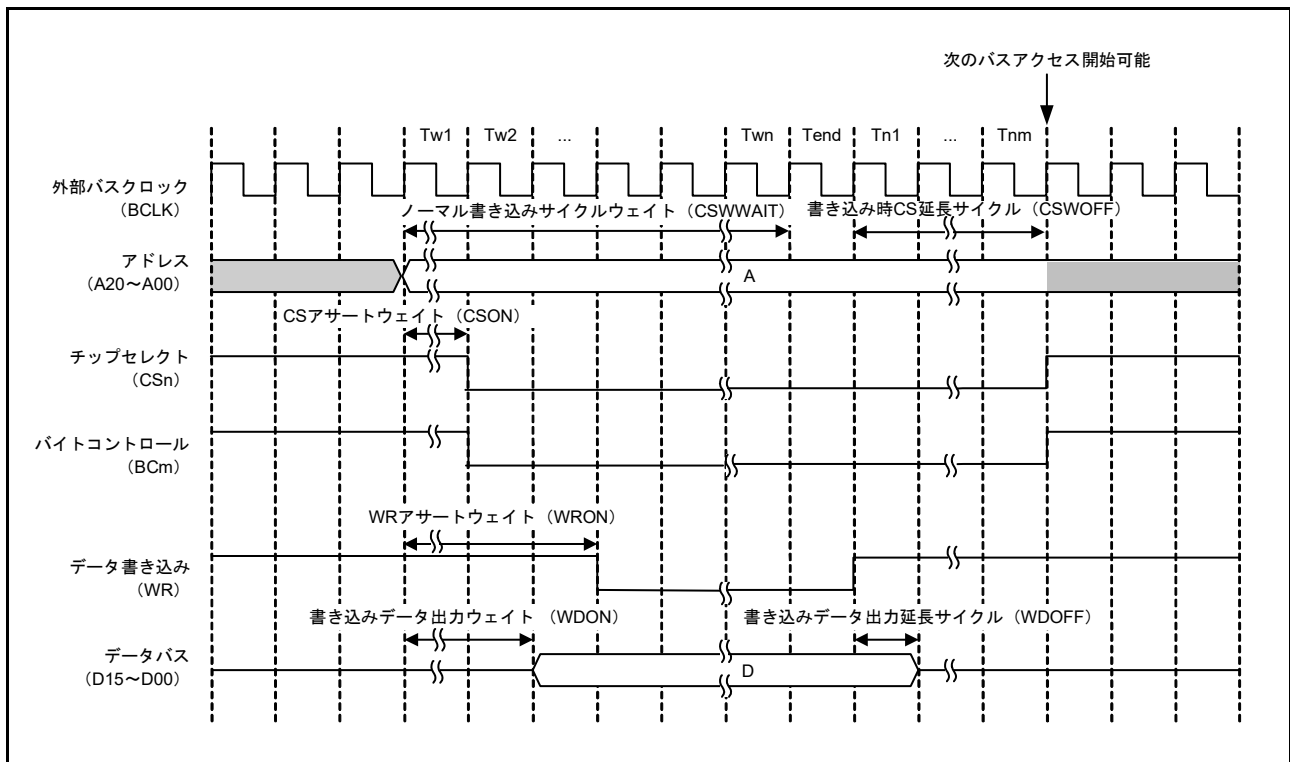 次のバスアクセス開始可能
Tw1 Tw2 ... Twn Tend Tn1 ... Tnm
外部バスクロック
（BCLK）
ノーマル書き込みサイクルウェイト（CSWWAIT）
書き込み時CS延長サイクル（CSWOFF）
アドレス
（A20～A00）
A
CSアサートウェイト（CSON）
チップセレクト
（CSn）
バイトコントロール
（BCm）
WRアサートウェイト（WRON）
データ書き込み
（WR）
書き込みデータ出力ウェイト（WDON）
書き込みデータ出力延長サイクル（WDOFF）
データバス
（D15～D00）
D